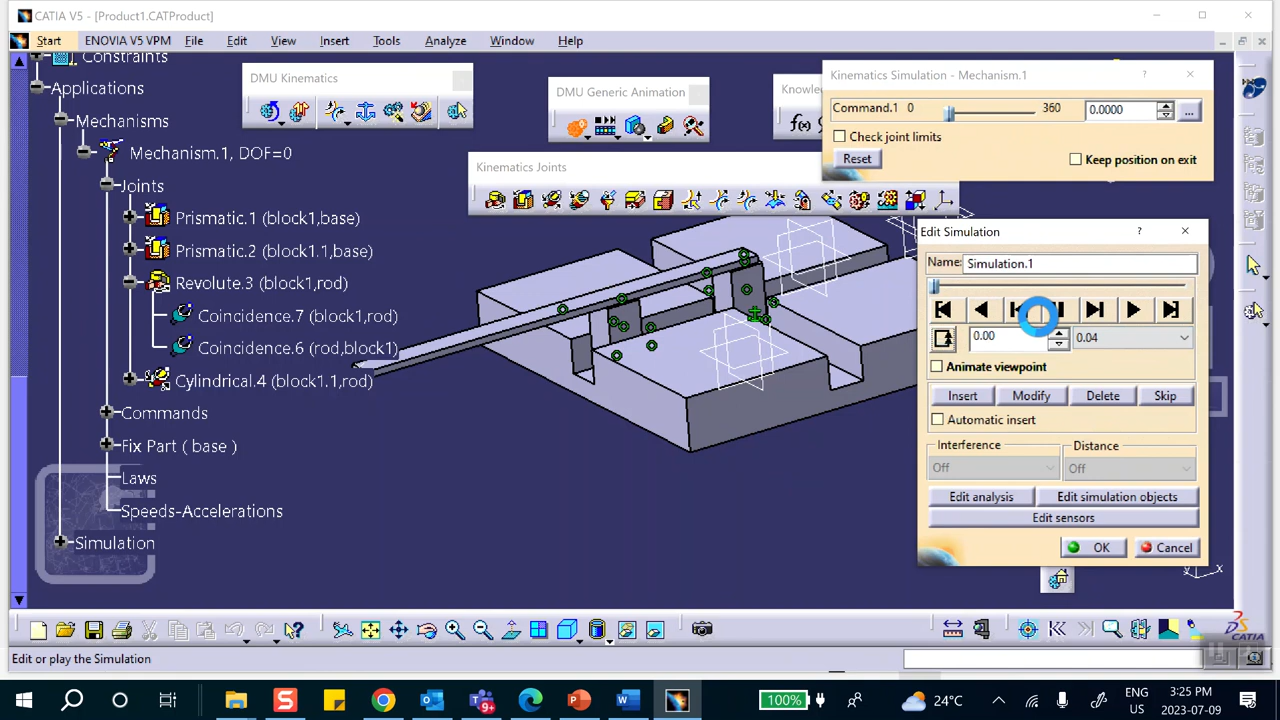 CATIA V5 - [Product1.CATProduct]
Start ENOVIA V5 VPM File Edit View Insert Tools Analyze Window Help
Constraints
Applications
Mechanisms
Mechanism.1, DOF=0
Joints
Prismatic.1 (block1,base)
Prismatic.2 (block1.1,base)
Revolute.3 (block1,rod)
Coincidence.7 (block1,rod)
Coincidence.6 (rod,block1)
Cylindrical.4 (block1.1,rod)
Commands
Fix Part ( base )
Laws
Speeds-Accelerations
Simulation
DMU Kinematics
DMU Generic Animation
Knowle
f(x)
Kinematics Joints
Kinematics Simulation - Mechanism.1 ?
Command.1 0 360 0.0000 ...
Check joint limits
Reset
Keep position on exit
Edit Simulation ?
Name: Simulation.1
0.00 0.04
Animate viewpoint
Insert Modify Delete Skip
Automatic insert
Interference Distance
Off Off
Edit analysis Edit simulation objects
Edit sensors
OK Cancel
x
CATIA
Edit or play the Simulation
100% 24°C ENG 3:25 PM
US 2023-07-09